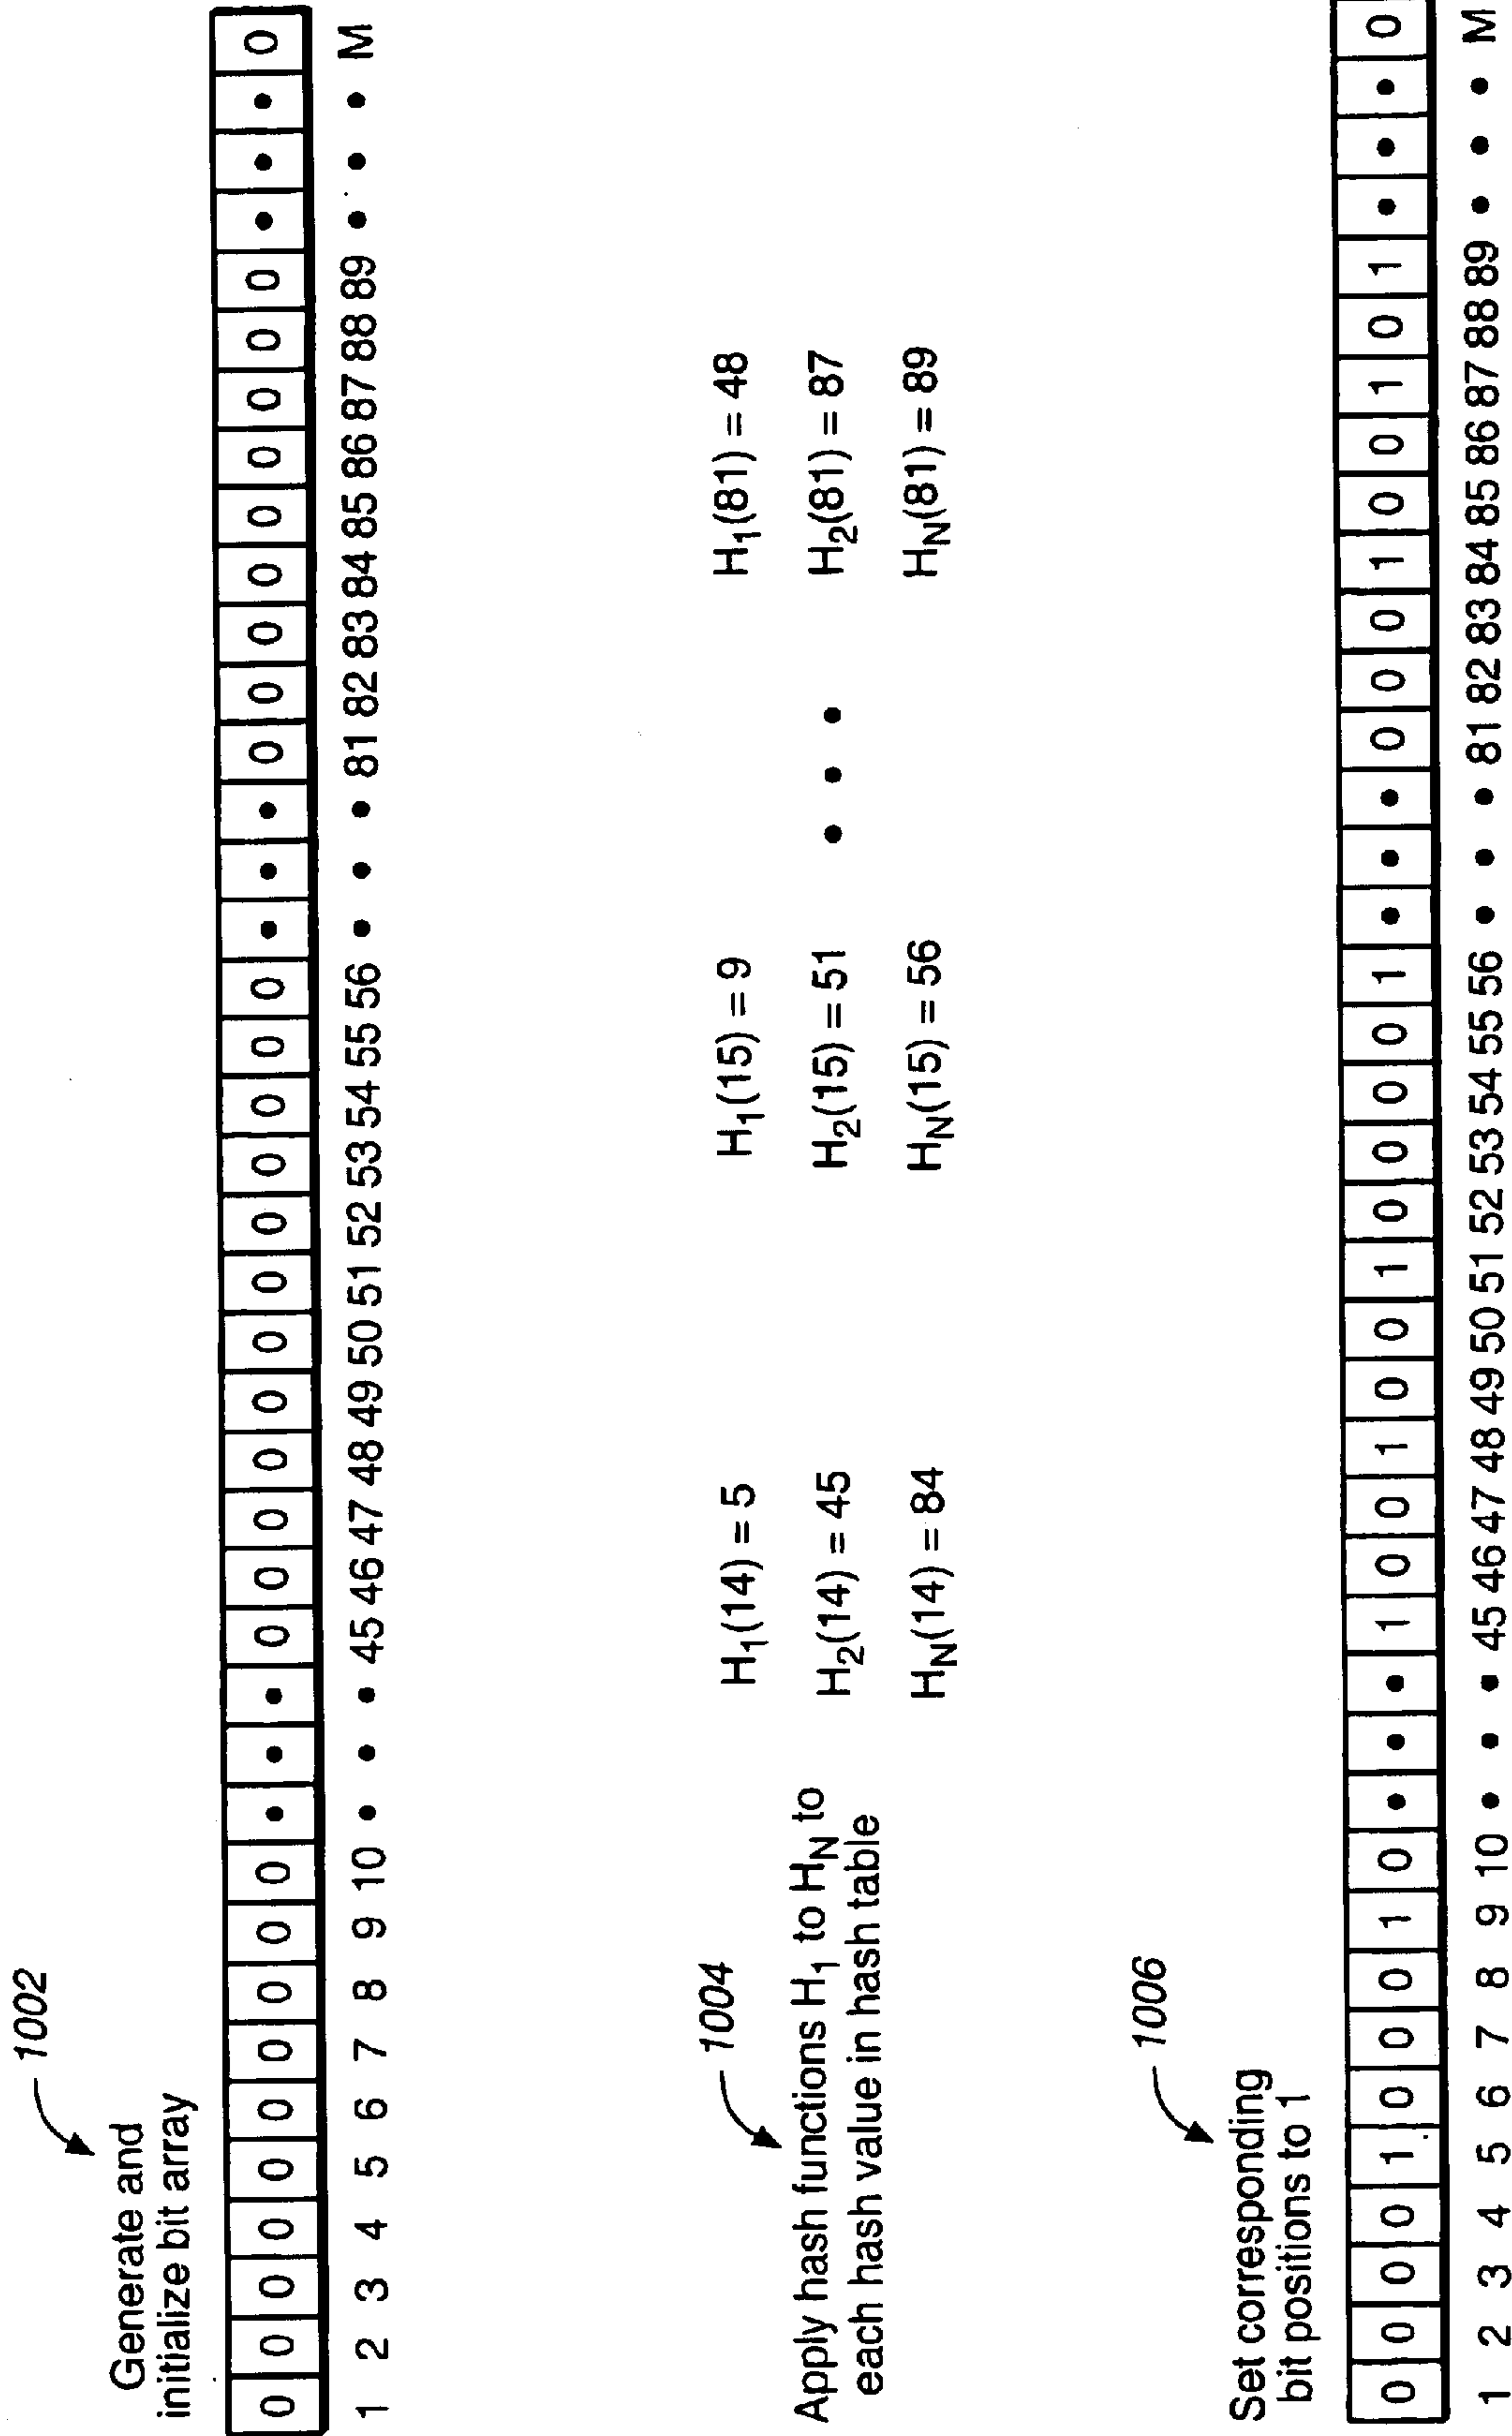 1002
Generate and
initialize bit array
0 0 0 0 0 0 0 0 0 0 • • • 0 0 0 0 0 0 0 0 0 0 0 0 • • • 0 0 0 0 0 0 0 0 0 • • • 0
1 2 3 4 5 6 7 8 9 10 • • • 45 46 47 48 49 50 51 52 53 54 55 56 • • • 81 82 83 84 85 86 87 88 89 • • • M
1004
Apply hash functions H₁ to H_N to
each hash value in hash table
H₁(14) = 5 H₁(15) = 9 H₁(81) = 48
H₂(14) = 45 H₂(15) = 51 • • • H₂(81) = 87
H_N(14) = 84 H_N(15) = 56 H_N(81) = 89
1006
Set corresponding
bit positions to 1
0 0 0 0 1 0 0 0 1 0 • • • 1 0 0 1 0 0 1 0 0 0 0 1 • • • 0 0 0 1 0 0 1 0 1 • • • 0
1 2 3 4 5 6 7 8 9 10 • • • 45 46 47 48 49 50 51 52 53 54 55 56 • • • 81 82 83 84 85 86 87 88 89 • • • M